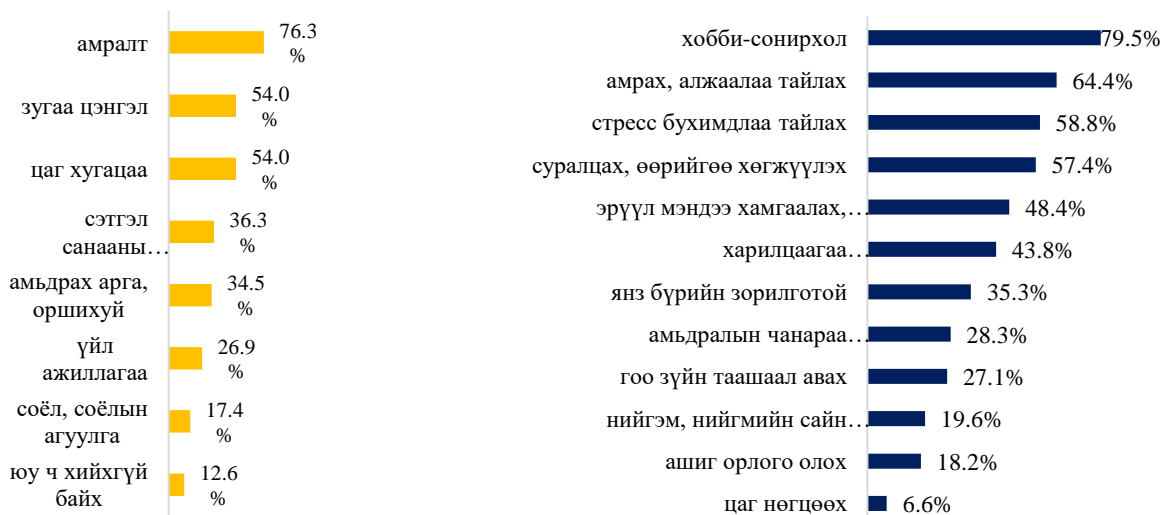 амралт
76.3
%
зугаа цэнгэл
54.0
%
цаг хугацаа
54.0
%
сэтгэл
санааны…
36.3
%
амьдрах арга,
оршихуй
34.5
%
үйл
ажиллагаа
26.9
%
соёл, соёлын
агуулга
17.4
%
юу ч хийхгүй
байх
12.6
%
хобби-сонирхол 79.5%
амрах, алжаалаа тайлах 64.4%
стресс бухимдлаа тайлах 58.8%
суралцах, өөрийгөө хөгжүүлэх 57.4%
эрүүл мэндээ хамгаалах,… 48.4%
харилцаагаа… 43.8%
янз бүрийн зорилготой 35.3%
амьдралын чанараа… 28.3%
гоо зүйн таашаал авах 27.1%
нийгэм, нийгмийн сайн… 19.6%
ашиг орлого олох 18.2%
цаг нөгцөөх 6.6%